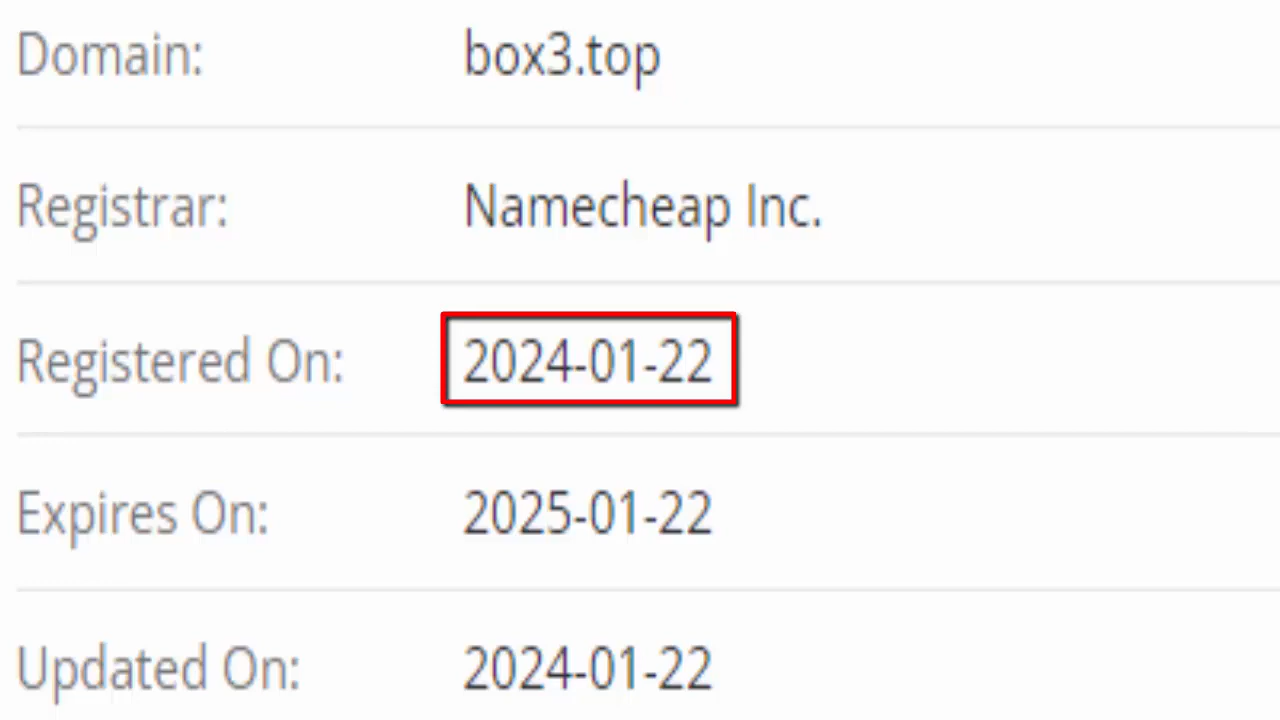 Domain: box3.top
Registrar: Namecheap Inc.
Registered On: 2024-01-22
Expires On: 2025-01-22
Updated On: 2024-01-22